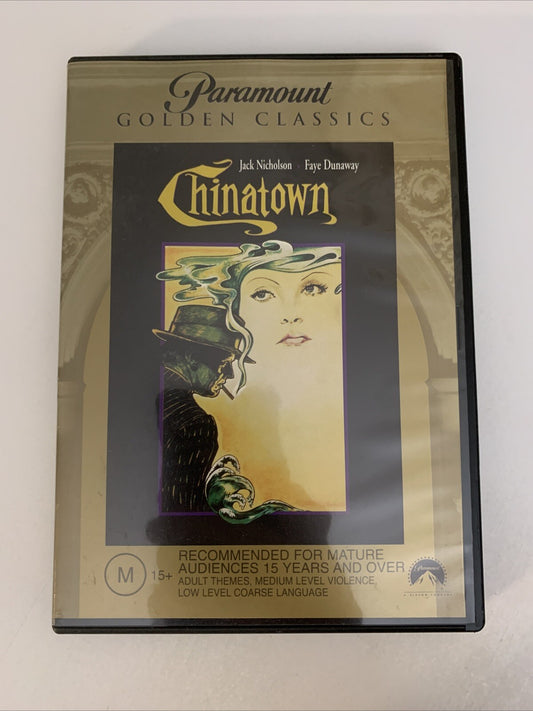 Paramount
GOLDEN CLASSICS
Jack Nicholson · Faye Dunaway
Chinatown
M 15+
RECOMMENDED FOR MATURE
AUDIENCES 15 YEARS AND OVER
ADULT THEMES, MEDIUM LEVEL VIOLENCE,
LOW LEVEL COARSE LANGUAGE
Paramount